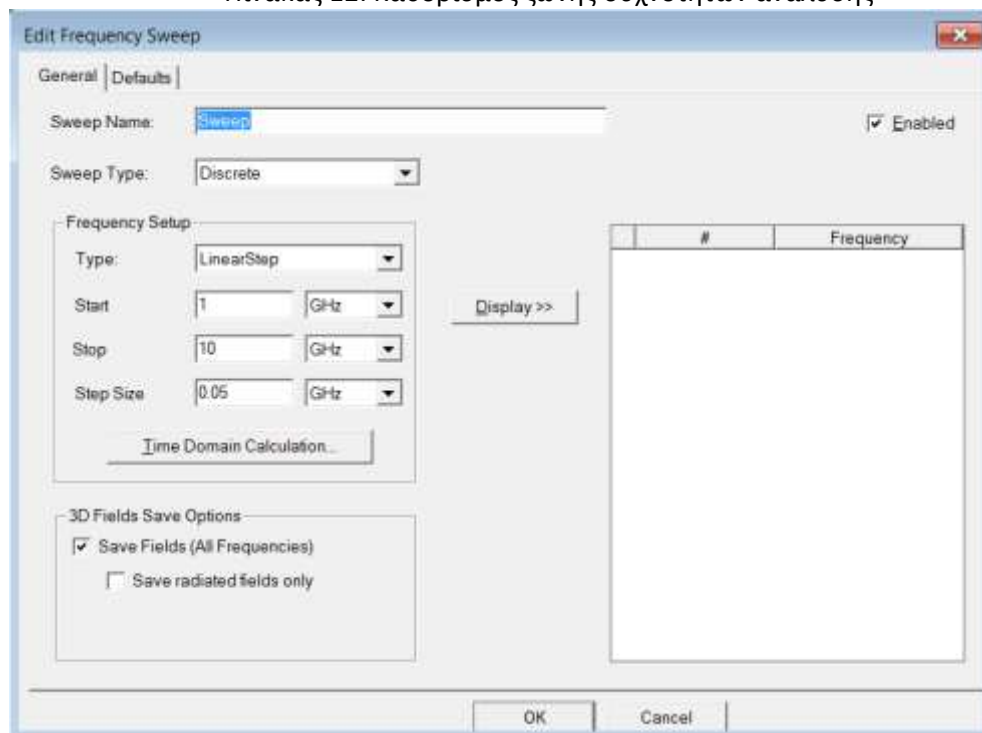 Edit Frequency Sweep
General Defaults
Sweep Name: Sweep Enabled
Sweep Type: Discrete
Frequency Setup
# Frequency
Type: LinearStep
Start 1 GHz Display >>
Stop 10 GHz
Step Size 0.05 GHz
Time Domain Calculation...
3D Fields Save Options
Save Fields (All Frequencies)
Save radiated fields only
OK Cancel